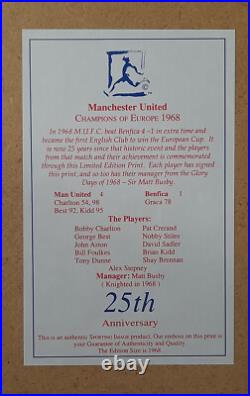 Manchester United
CHAMPIONS OF EUROPE 1968
In 1968 M.U.F.C. beat Benfica 4 -1 in extra time and
became the first English Club to win the European Cup. It
is now 25 years since that historic event and the players
from that match and their achievement is commemorated
through this Limited Edition Print. Each player has signed
this print, and so too has their manager from the Glory
Days of 1968 – Sir Matt Busby.
Man United 4 Benfica 1
Charlton 54, 98 Graca 78
Best 92, Kidd 95
The Players:
Bobby Charlton Pat Crerand
George Best Nobby Stiles
John Aston David Sadler
Bill Foulkes Brian Kidd
Tony Dunne Shay Brennan
Alex Stepney
Manager: Matt Busby
( Knighted in 1968 )
25th
Anniversary
This is an authentic SPORTING IMAGE product. Our emboss on this print is
your Guarantee of Authenticity and Quality
The Edition Size is 1968